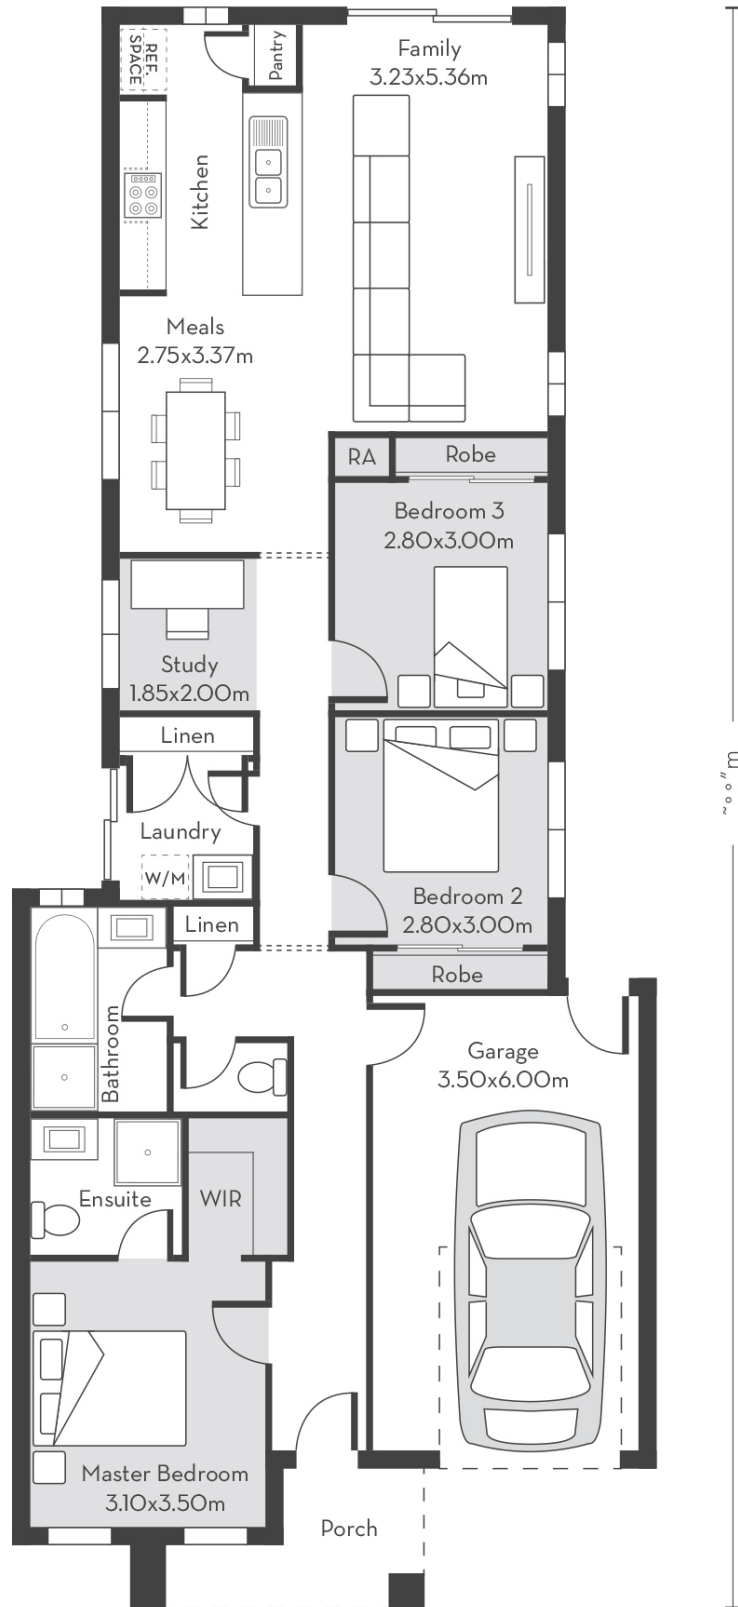 REF.
SPACE
Pantry
Family
3.23x5.36m
Kitchen
Meals
2.75x3.37m
RA
Robe
Bedroom 3
2.80x3.00m
Study
1.85x2.00m
Linen
Laundry
W/M
Bedroom 2
2.80x3.00m
Linen
Robe
Bathroom
Garage
3.50x6.00m
Ensuite
WIR
Master Bedroom
3.10x3.50m
Porch